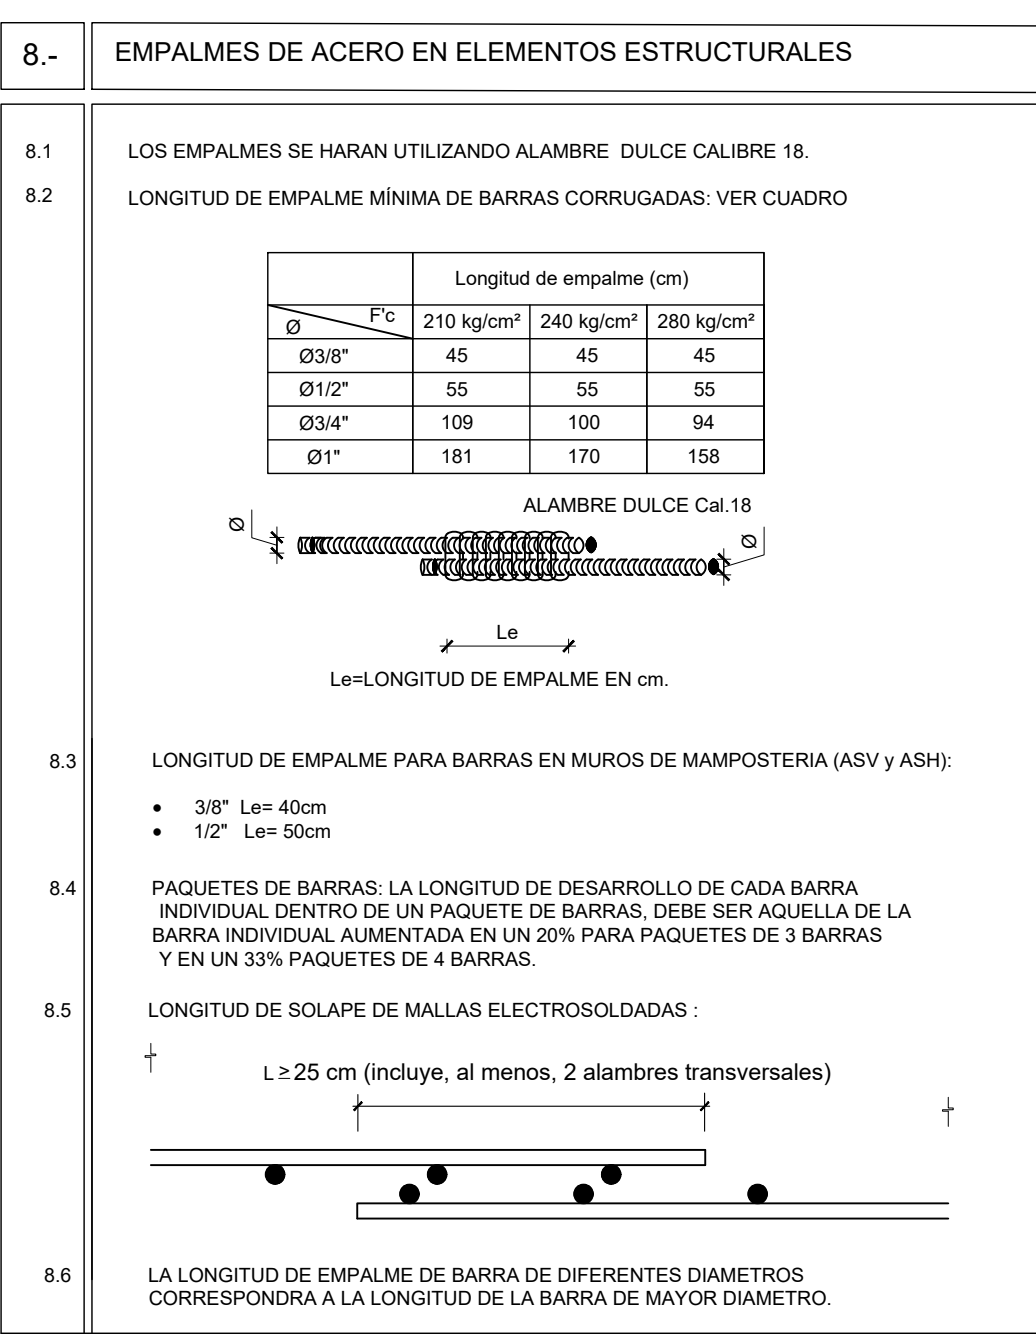 8.- EMPALMES DE ACERO EN ELEMENTOS ESTRUCTURALES
8.1 LOS EMPALMES SE HARAN UTILIZANDO ALAMBRE DULCE CALIBRE 18.
8.2 LONGITUD DE EMPALME MÍNIMA DE BARRAS CORRUGADAS: VER CUADRO
Longitud de empalme (cm)
Ø F'c 210 kg/cm² 240 kg/cm² 280 kg/cm²
Ø3/8" 45 45 45
Ø1/2" 55 55 55
Ø3/4" 109 100 94
Ø1" 181 170 158
ALAMBRE DULCE Cal.18
Ø Ø
Le
Le=LONGITUD DE EMPALME EN cm.
8.3 LONGITUD DE EMPALME PARA BARRAS EN MUROS DE MAMPOSTERIA (ASV y ASH):
• 3/8" Le= 40cm
• 1/2" Le= 50cm
8.4 PAQUETES DE BARRAS: LA LONGITUD DE DESARROLLO DE CADA BARRA
INDIVIDUAL DENTRO DE UN PAQUETE DE BARRAS, DEBE SER AQUELLA DE LA
BARRA INDIVIDUAL AUMENTADA EN UN 20% PARA PAQUETES DE 3 BARRAS
Y EN UN 33% PAQUETES DE 4 BARRAS.
8.5 LONGITUD DE SOLAPE DE MALLAS ELECTROSOLDADAS :
L ≥ 25 cm (incluye, al menos, 2 alambres transversales)
8.6 LA LONGITUD DE EMPALME DE BARRA DE DIFERENTES DIAMETROS
CORRESPONDRA A LA LONGITUD DE LA BARRA DE MAYOR DIAMETRO.